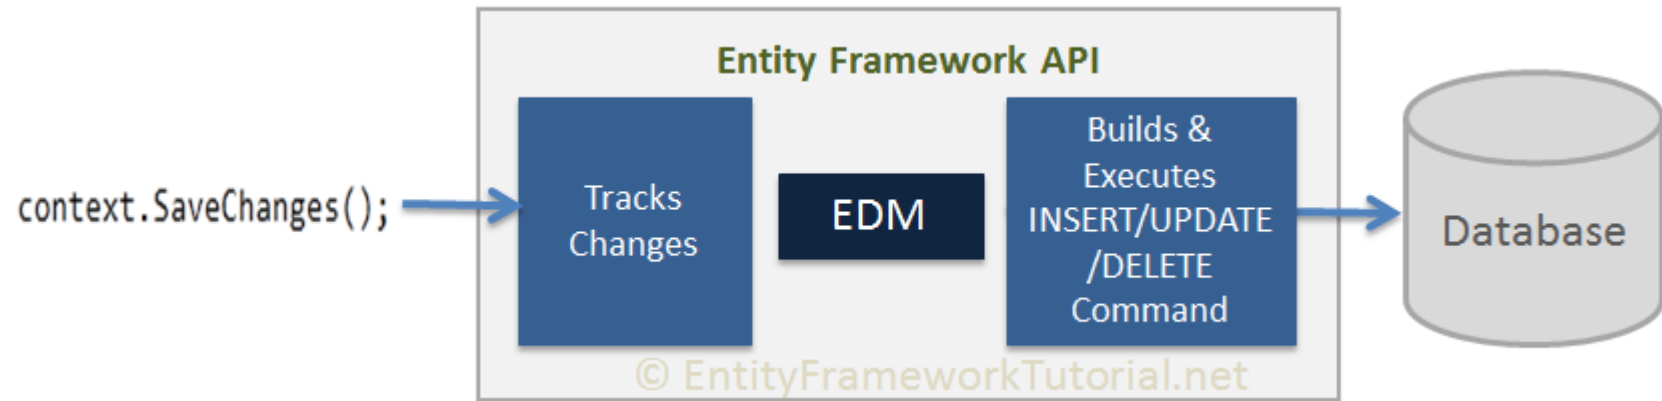 Entity Framework API
context.SaveChanges();
Tracks
Changes
EDM
Builds &
Executes
INSERT/UPDATE
/DELETE
Command
Database
© EntityFrameworkTutorial.net